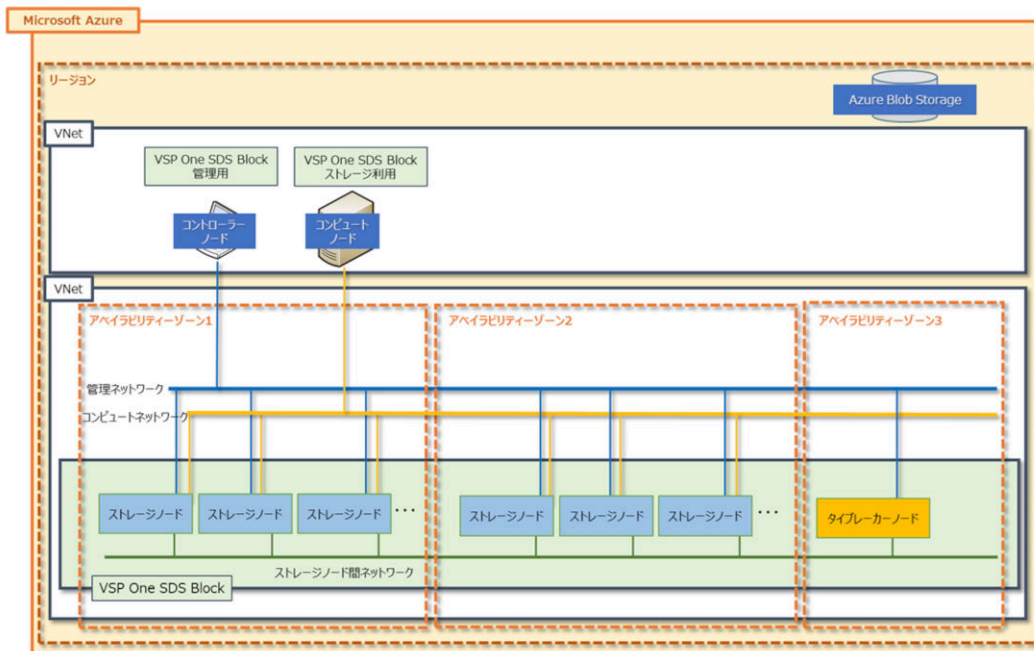 Microsoft Azure
リージョン
Azure Blob Storage
VNet
VSP One SDS Block
管理用
VSP One SDS Block
ストレージ利用
コントローラー
ノード
コンピュート
ノード
VNet
アベイラビリティーゾーン1
アベイラビリティーゾーン2
アベイラビリティーゾーン3
管理ネットワーク
コンピュートネットワーク
ストレージノード
ストレージノード
ストレージノード
・・・
ストレージノード
ストレージノード
ストレージノード
・・・
タイブレーカーノード
ストレージノード間ネットワーク
VSP One SDS Block